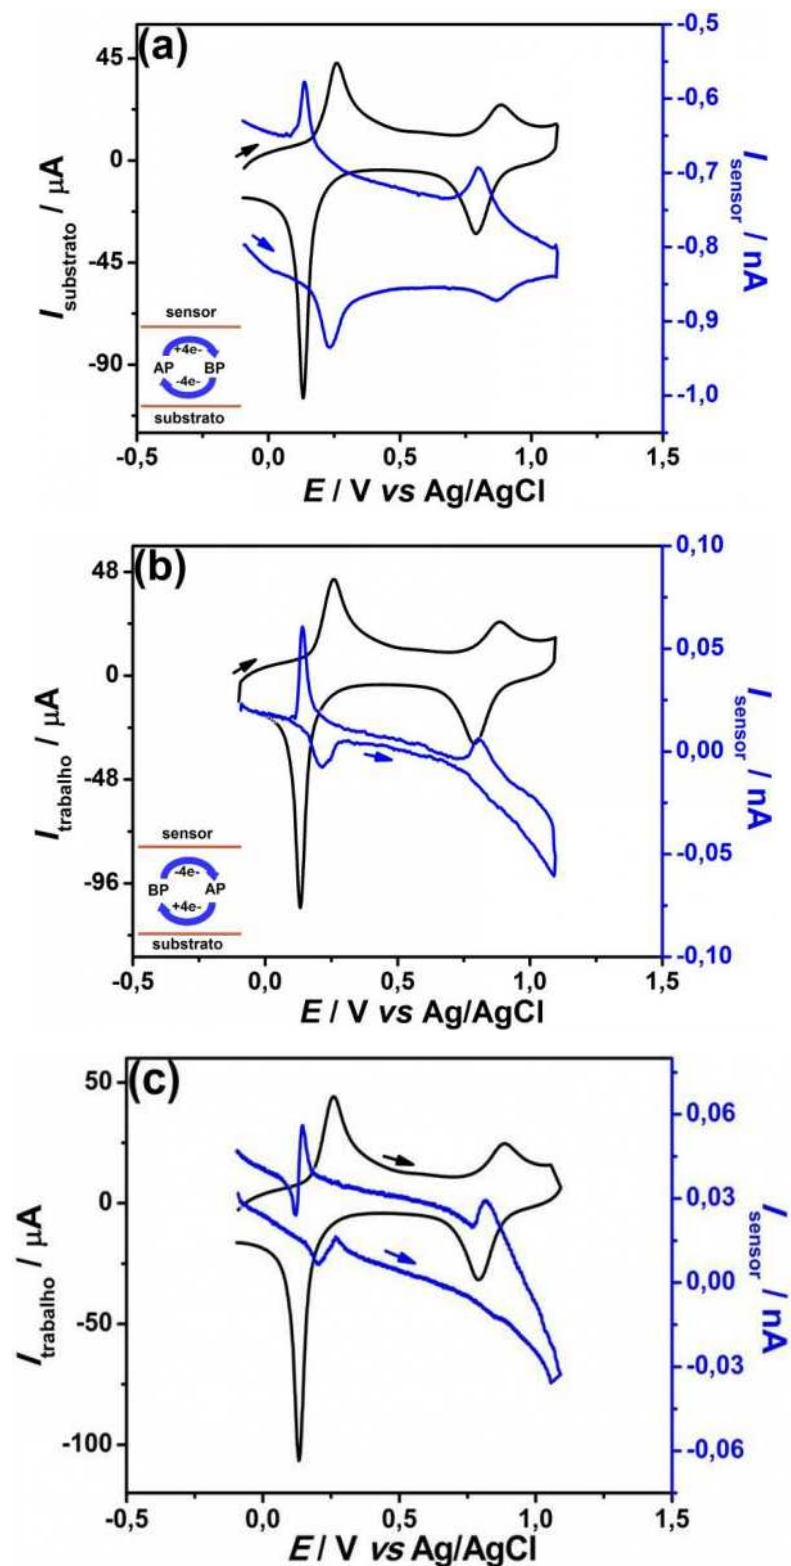 (a)
45
0
-45
-90
I substrato / µA
-0,5
-0,6
-0,7
-0,8
-0,9
-1,0
I sensor / nA
sensor
+4e-
AP BP
-4e-
substrato
-0,5 0,0 0,5 1,0 1,5
E / V vs Ag/AgCl
(b)
48
0
-48
-96
I trabalho / µA
0,10
0,05
0,00
-0,05
-0,10
I sensor / nA
sensor
-4e-
BP AP
+4e-
substrato
-0,5 0,0 0,5 1,0 1,5
E / V vs Ag/AgCl
(c)
50
0
-50
-100
I trabalho / µA
0,06
0,03
0,00
-0,03
-0,06
I sensor / nA
-0,5 0,0 0,5 1,0 1,5
E / V vs Ag/AgCl